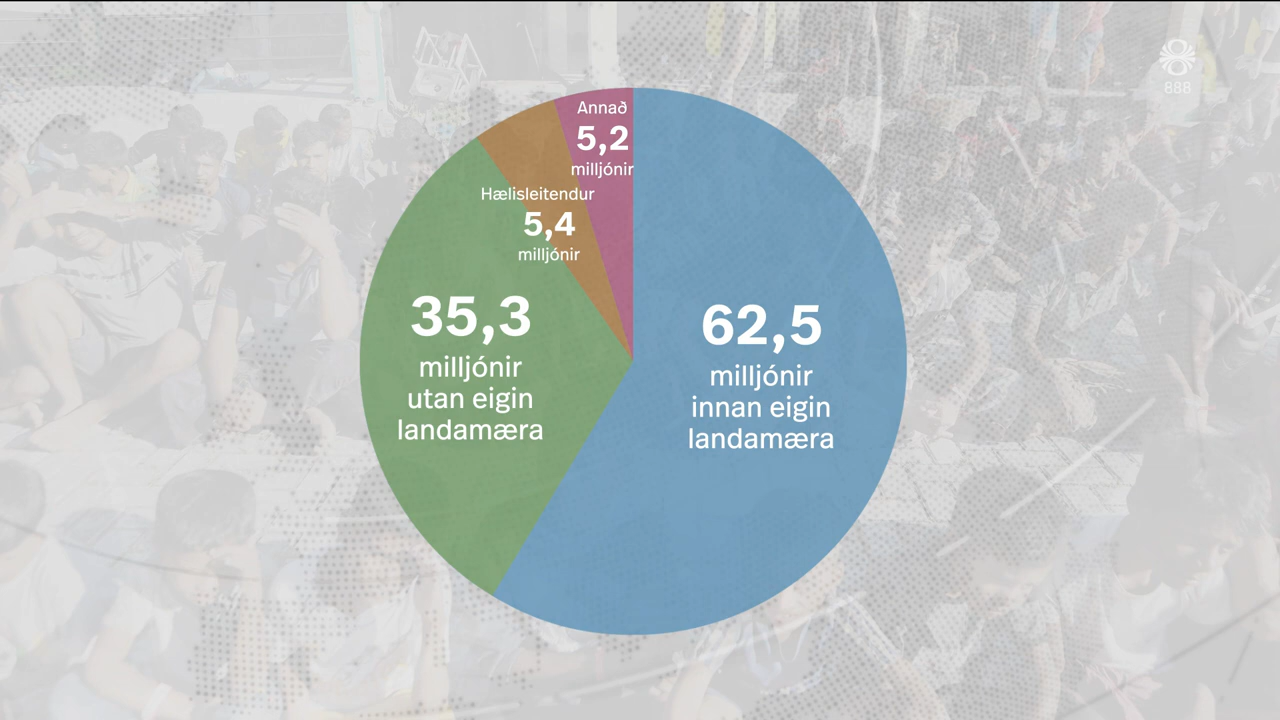 Annað
5,2
milljónir
Hælisleitendur
5,4
milljónir
35,3
milljónir
utan eigin
landamæra
62,5
milljónir
innan eigin
landamæra
888